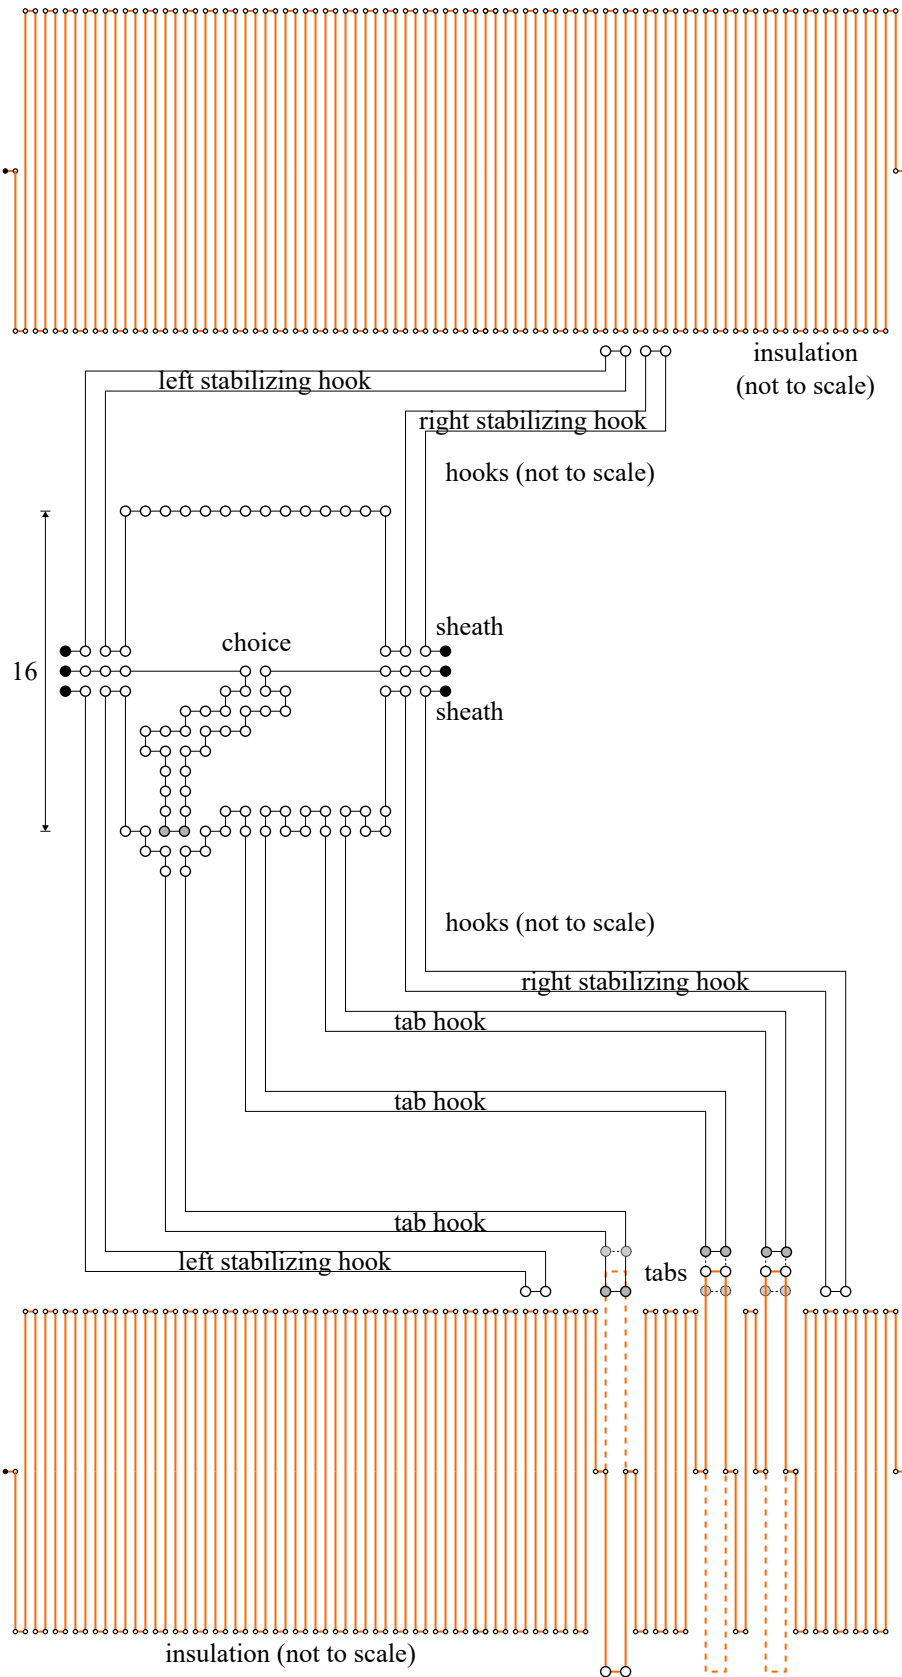 insulation
(not to scale)
left stabilizing hook
right stabilizing hook
hooks (not to scale)
sheath
choice
16
sheath
hooks (not to scale)
right stabilizing hook
tab hook
tab hook
tab hook
left stabilizing hook
tabs
insulation (not to scale)